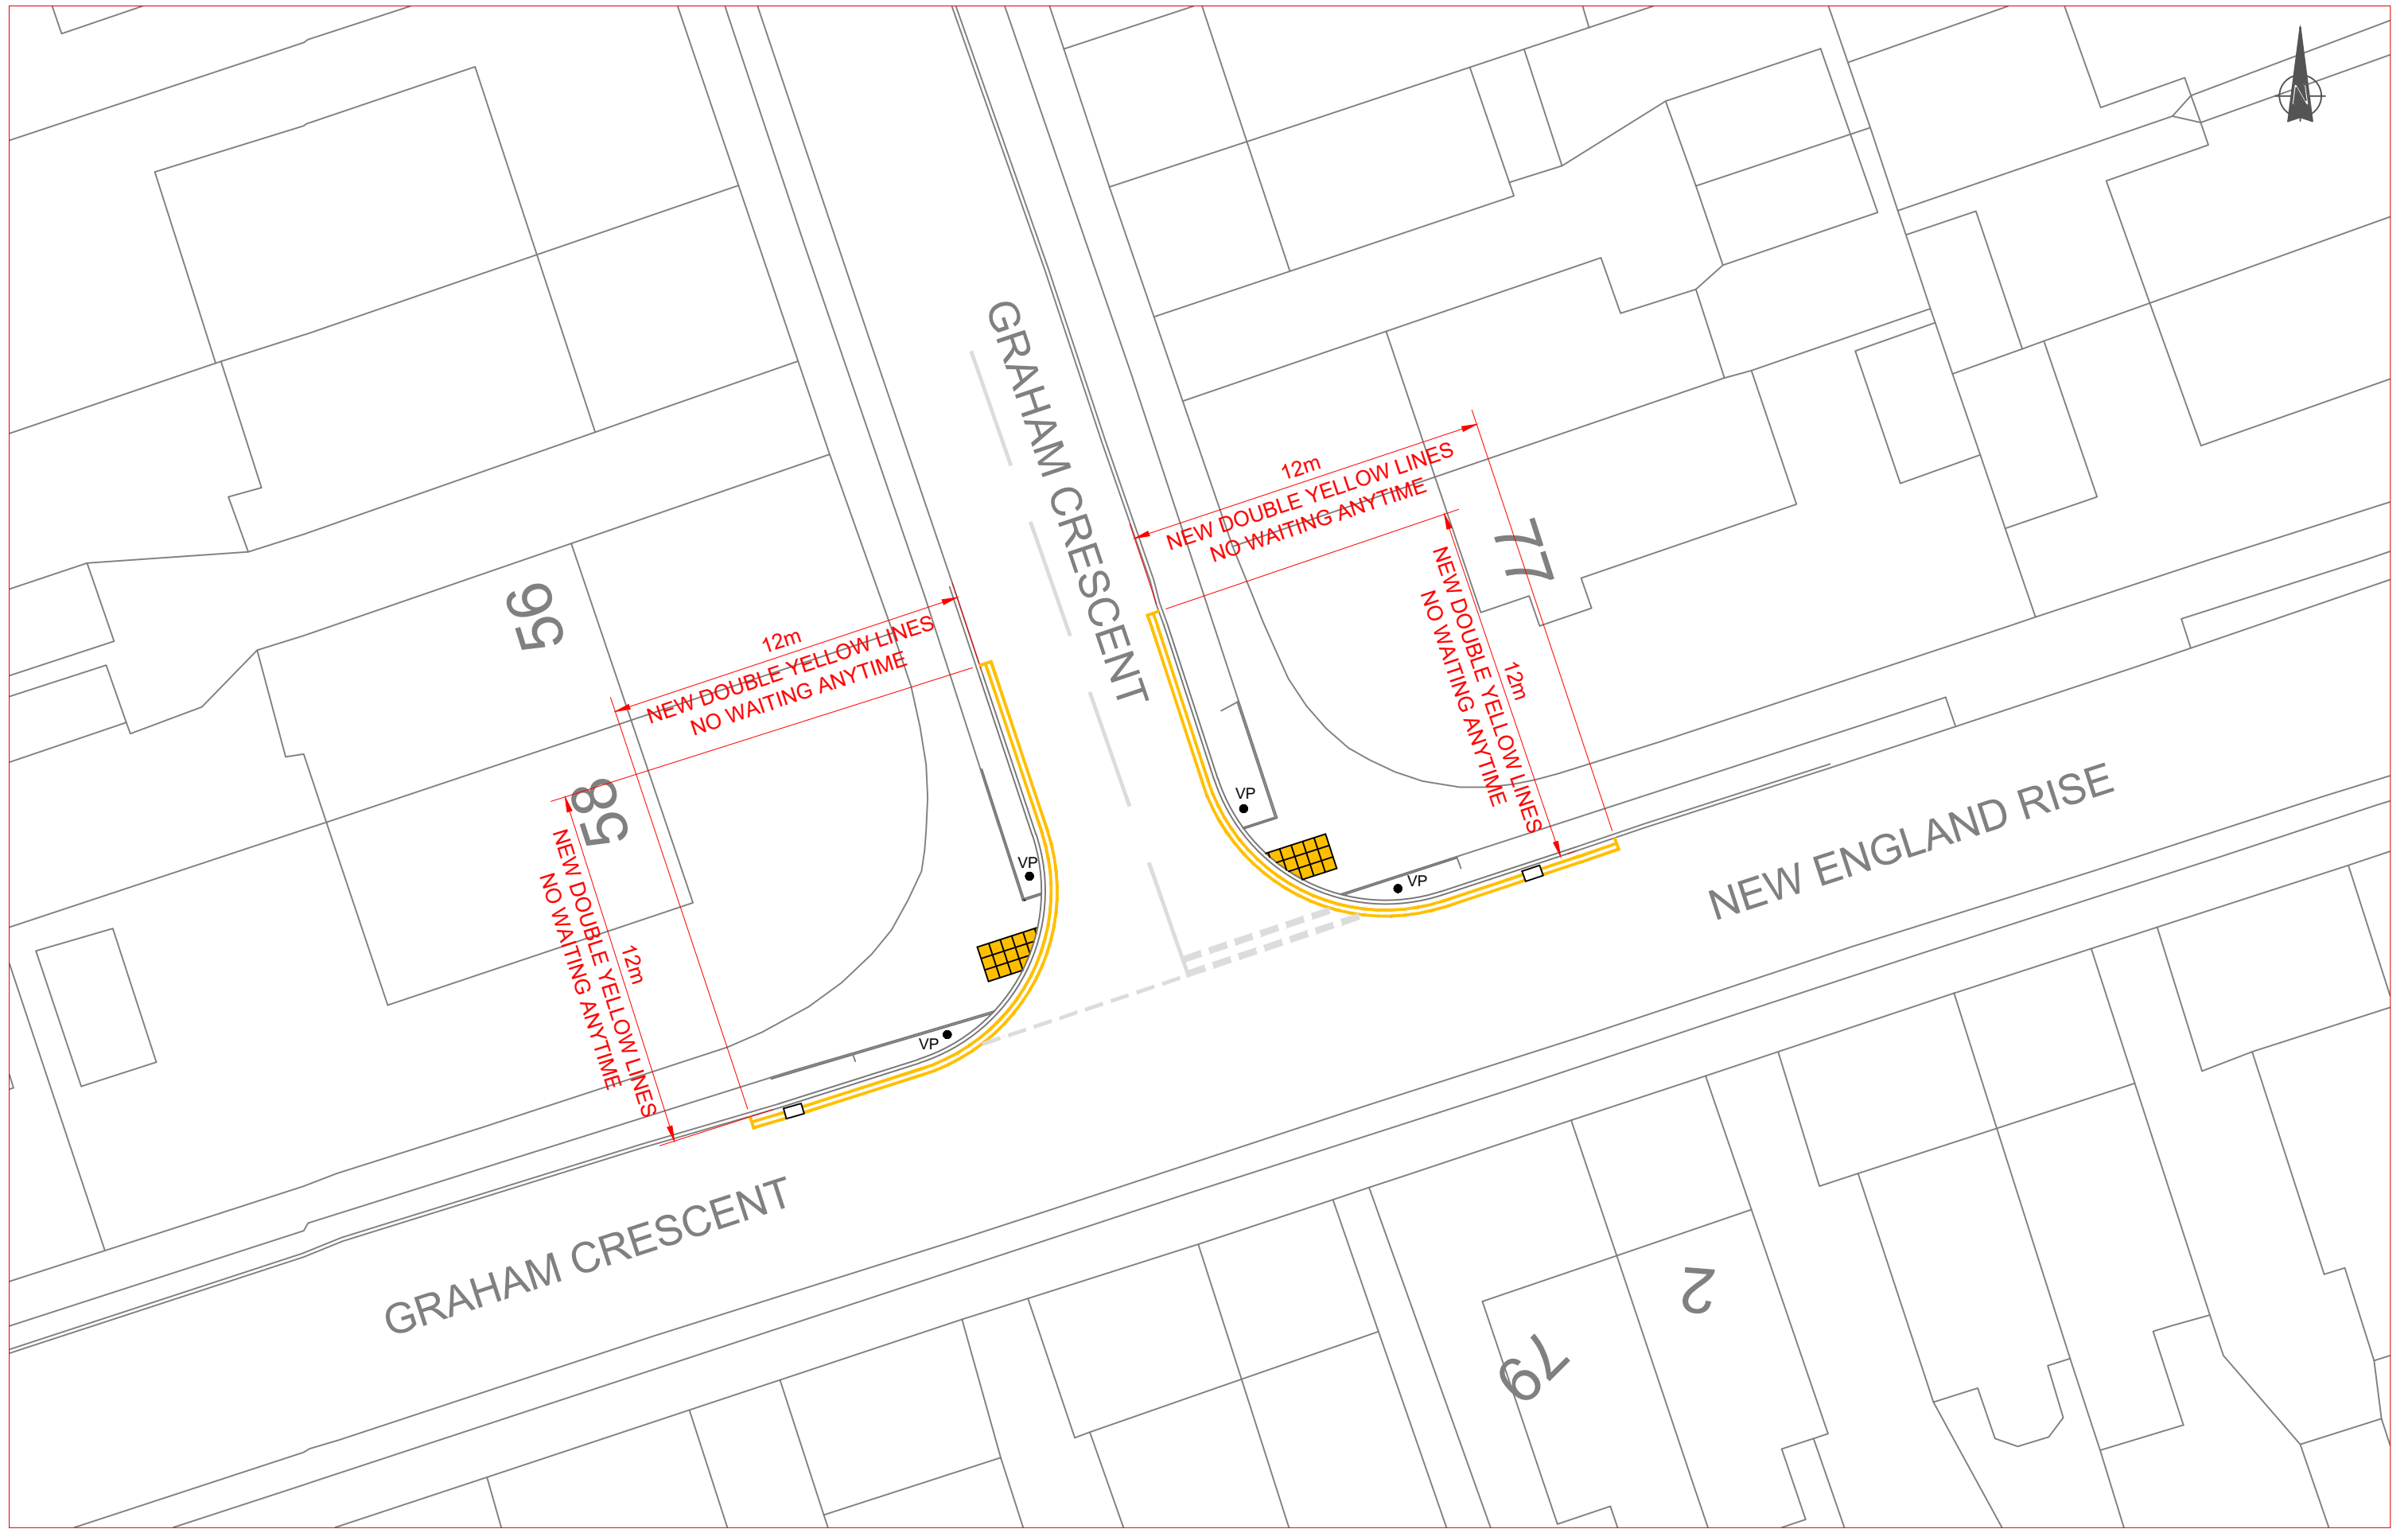 N
GRAHAM CRESCENT
12m
NEW DOUBLE YELLOW LINES
NO WAITING ANYTIME
77
NEW DOUBLE YELLOW LINES
NO WAITING ANYTIME
12m
56
12m
NEW DOUBLE YELLOW LINES
NO WAITING ANYTIME
58
12m
NEW DOUBLE YELLOW LINES
NO WAITING ANYTIME
VP
VP
VP
VP
NEW ENGLAND RISE
GRAHAM CRESCENT
2
79